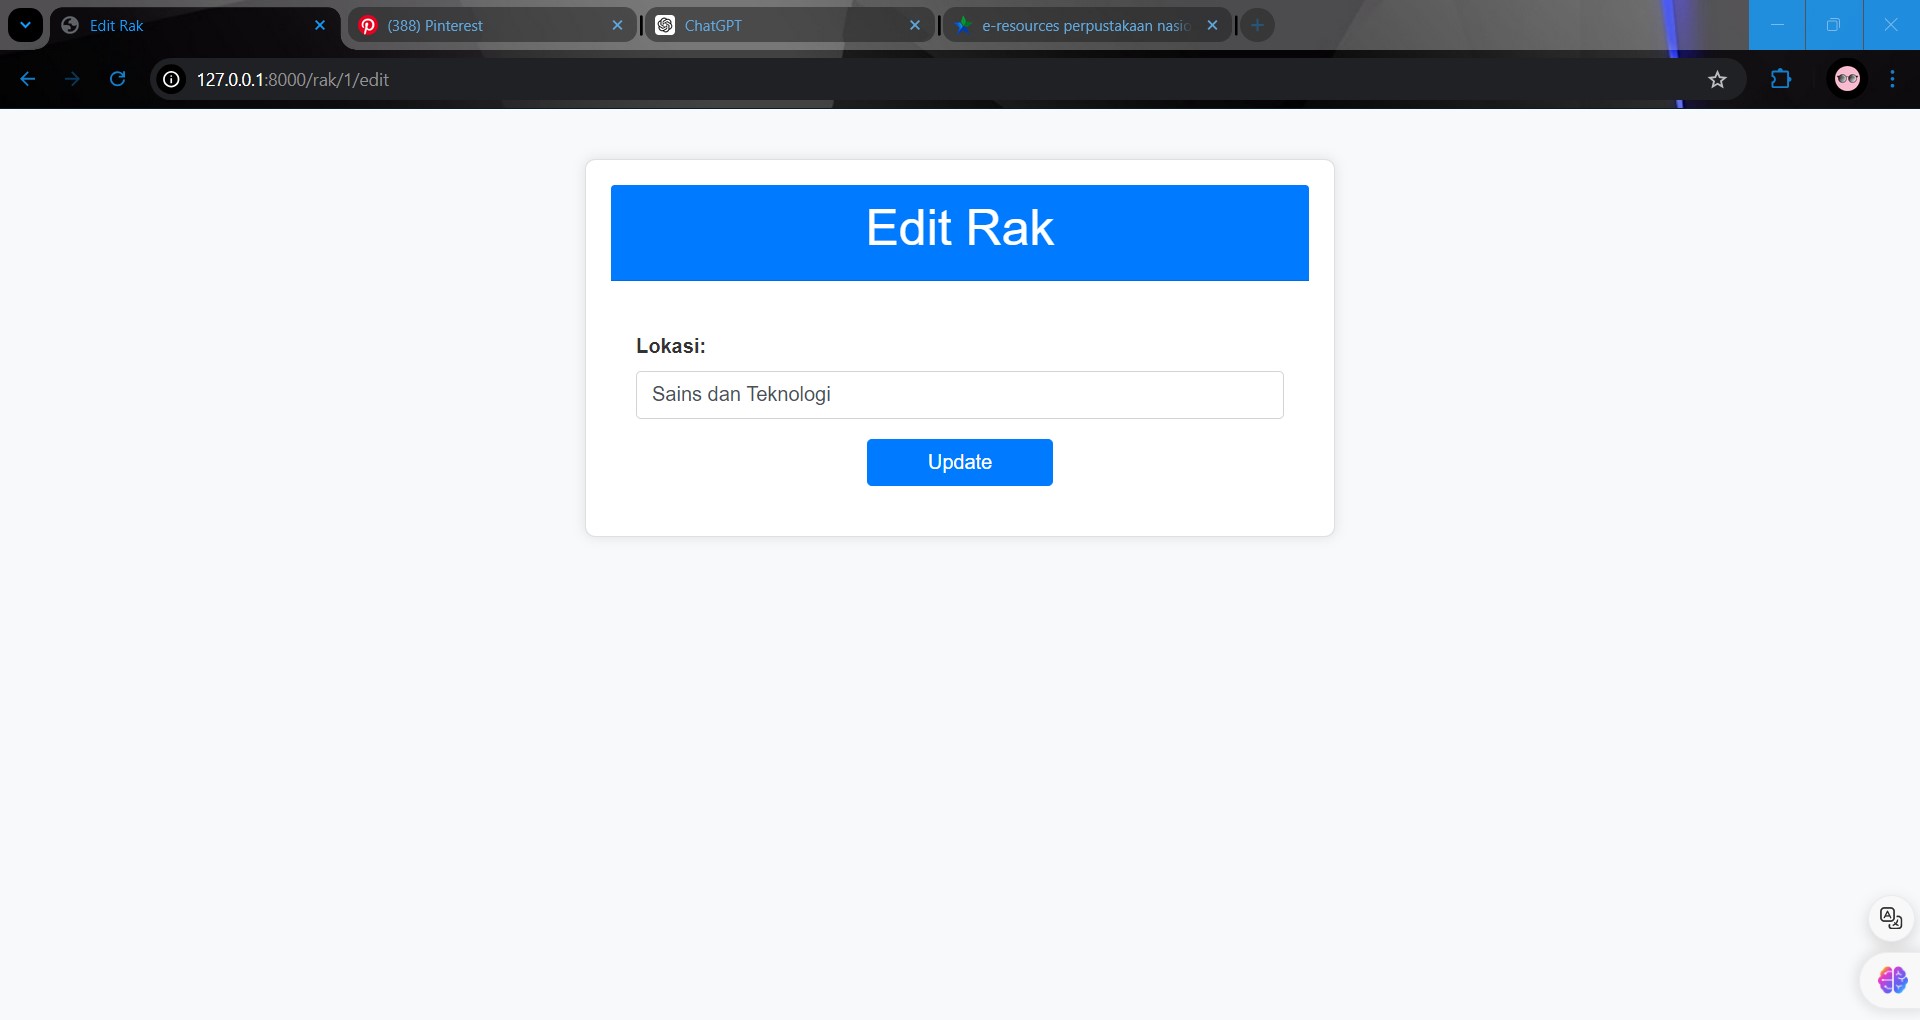 Edit Rak
(388) Pinterest
ChatGPT
e-resources perpustakaan nasio
127.0.0.1:8000/rak/1/edit
Edit Rak
Lokasi:
Sains dan Teknologi
Update